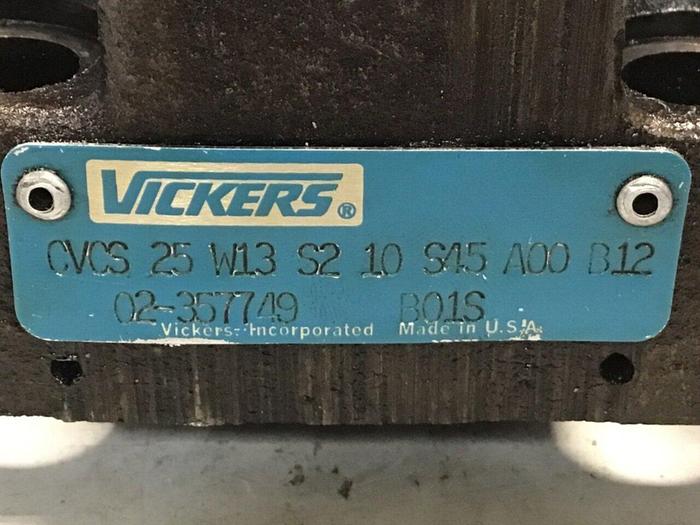 VICKERS®
CVCS 25 W13 S2 10 S45 A00 B12
02-357749 B01S
Vickers, Incorporated Made in U.S.A.